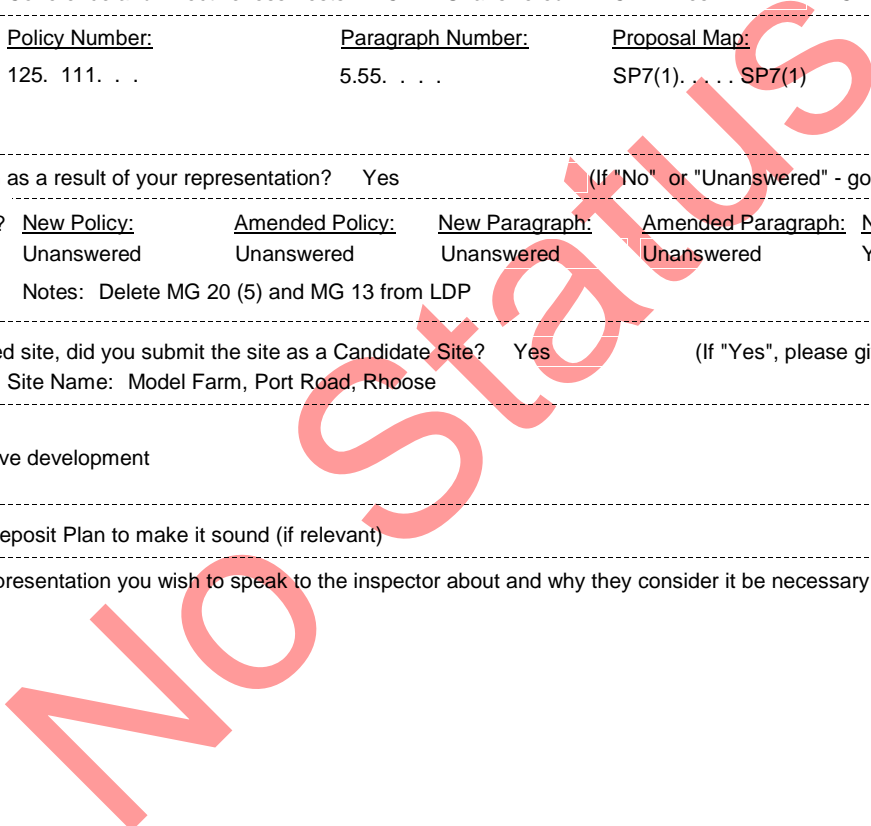 Policy Number: Paragraph Number: Proposal Map:
125. 111. . . 5.55. . . . SP7(1). . . . . SP7(1)
as a result of your representation? Yes (If "No" or "Unanswered" - go
? New Policy: Amended Policy: New Paragraph: Amended Paragraph: N
Unanswered Unanswered Unanswered Unanswered Y
Notes: Delete MG 20 (5) and MG 13 from LDP
ed site, did you submit the site as a Candidate Site? Yes (If "Yes", please gi
Site Name: Model Farm, Port Road, Rhoose
ve development
eposit Plan to make it sound (if relevant)
presentation you wish to speak to the inspector about and why they consider it be necessary
No Status